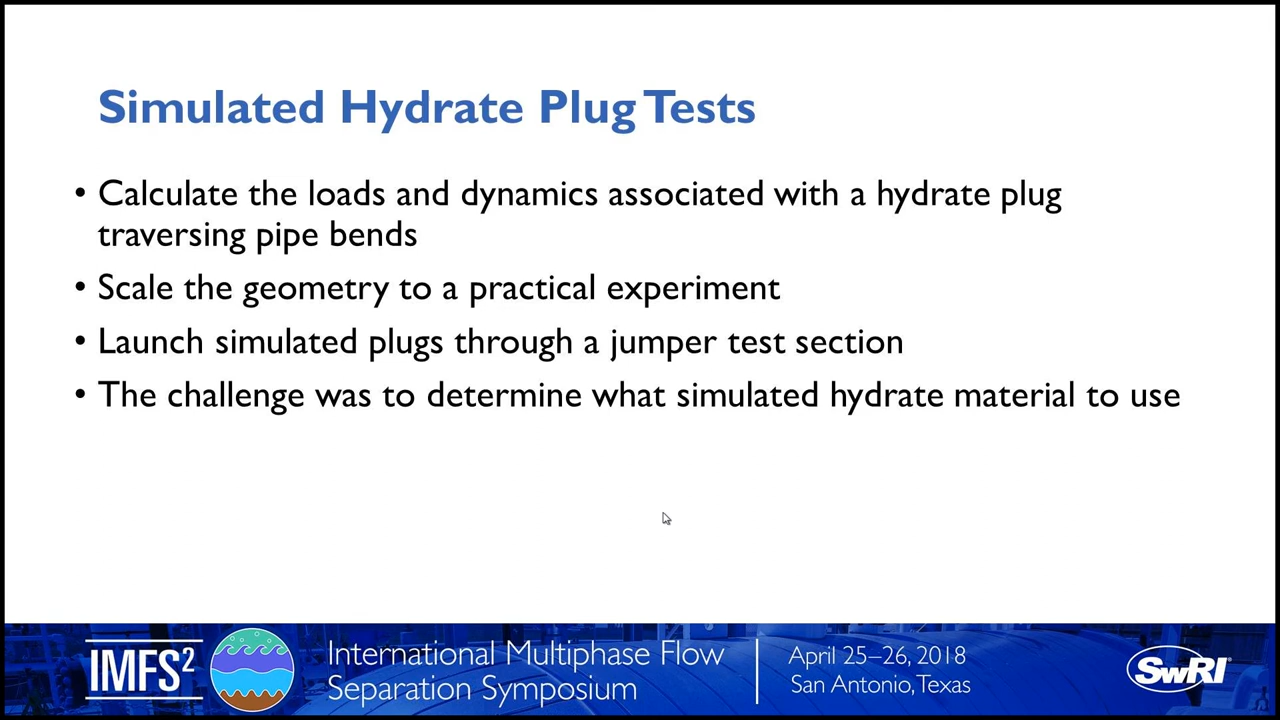 Simulated Hydrate Plug Tests
• Calculate the loads and dynamics associated with a hydrate plug
traversing pipe bends
• Scale the geometry to a practical experiment
• Launch simulated plugs through a jumper test section
• The challenge was to determine what simulated hydrate material to use
IMFS²
International Multiphase Flow
Separation Symposium
April 25–26, 2018
San Antonio, Texas
SwRI®